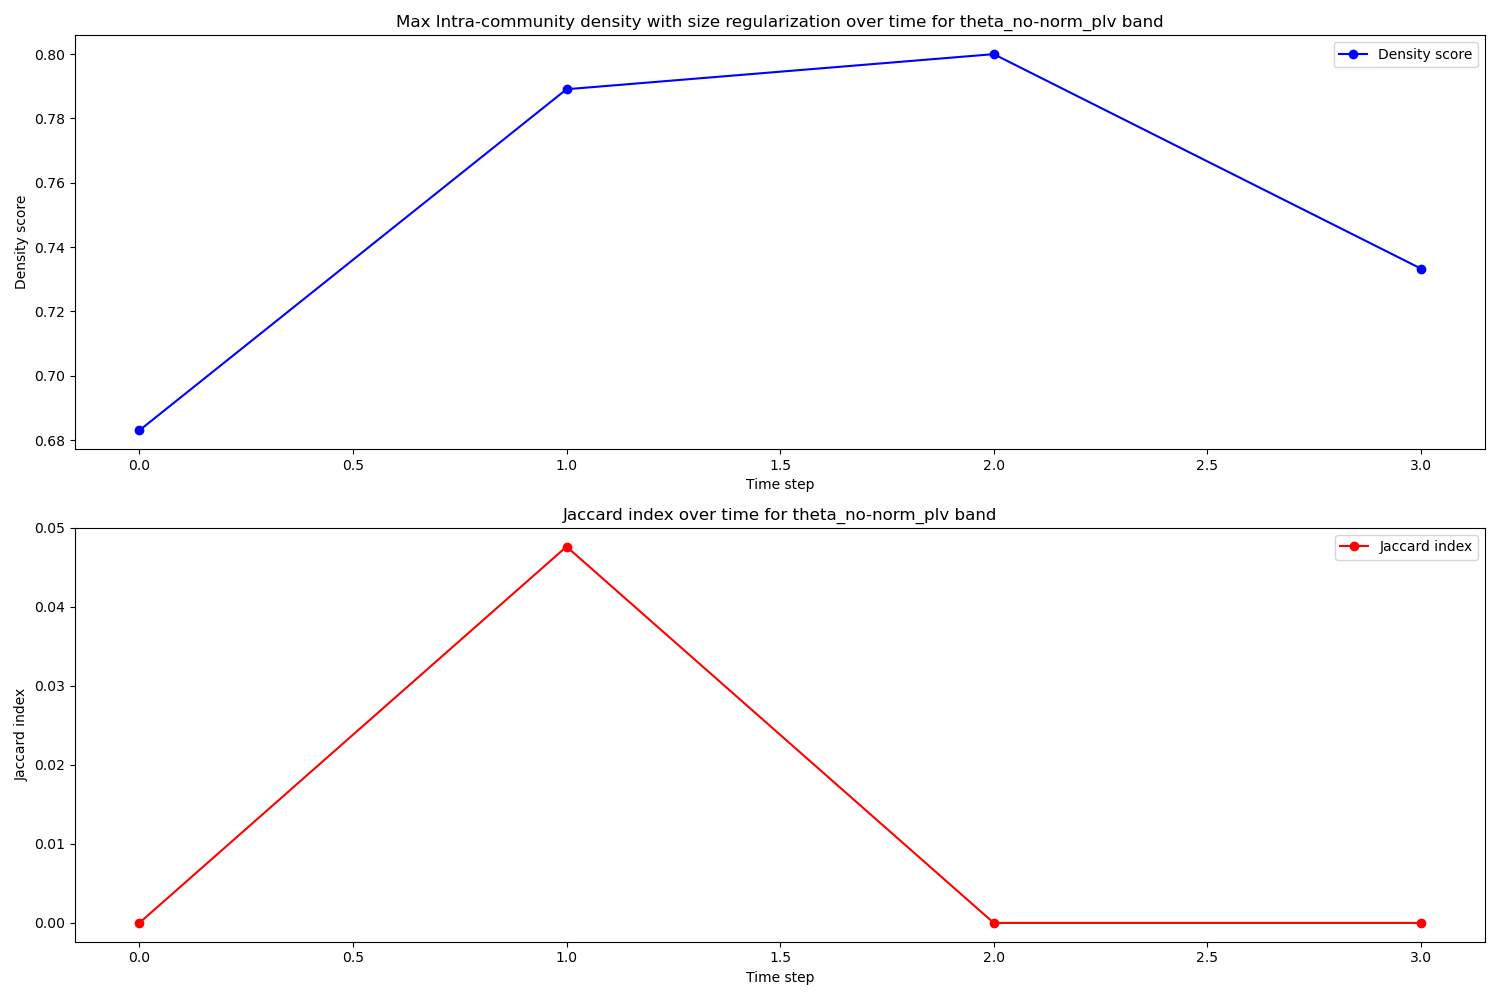 Max Intra-community density with size regularization over time for theta_no-norm_plv band
Density score
0.80
0.78
0.76
0.74
0.72
0.70
0.68
Density score
0.0 0.5 1.0 1.5 2.0 2.5 3.0
Time step
Jaccard index over time for theta_no-norm_plv band
Jaccard index
0.05
0.04
0.03
0.02
0.01
0.00
Jaccard index
0.0 0.5 1.0 1.5 2.0 2.5 3.0
Time step